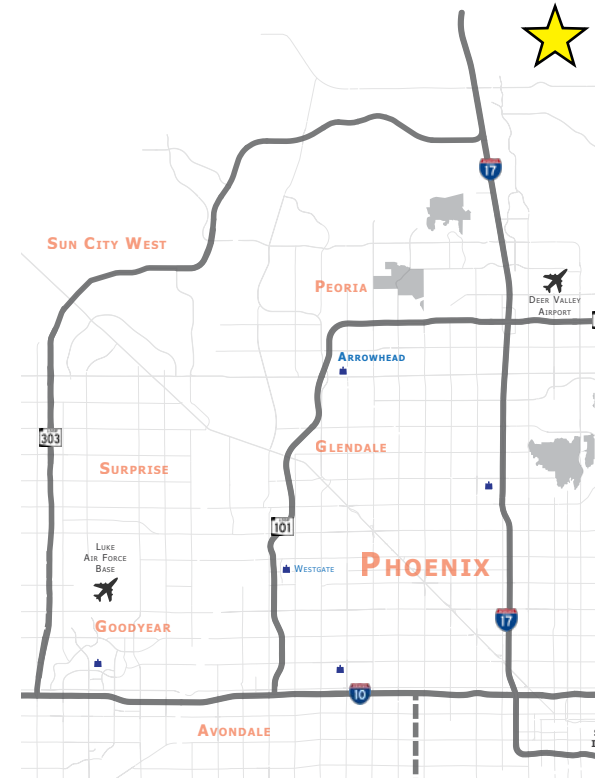 17
SUN CITY WEST
PEORIA
DEER VALLEY
AIRPORT
ARROWHEAD
303
GLENDALE
SURPRISE
101
LUKE
AIR FORCE
BASE
WESTGATE
PHOENIX
17
GOODYEAR
10
AVONDALE